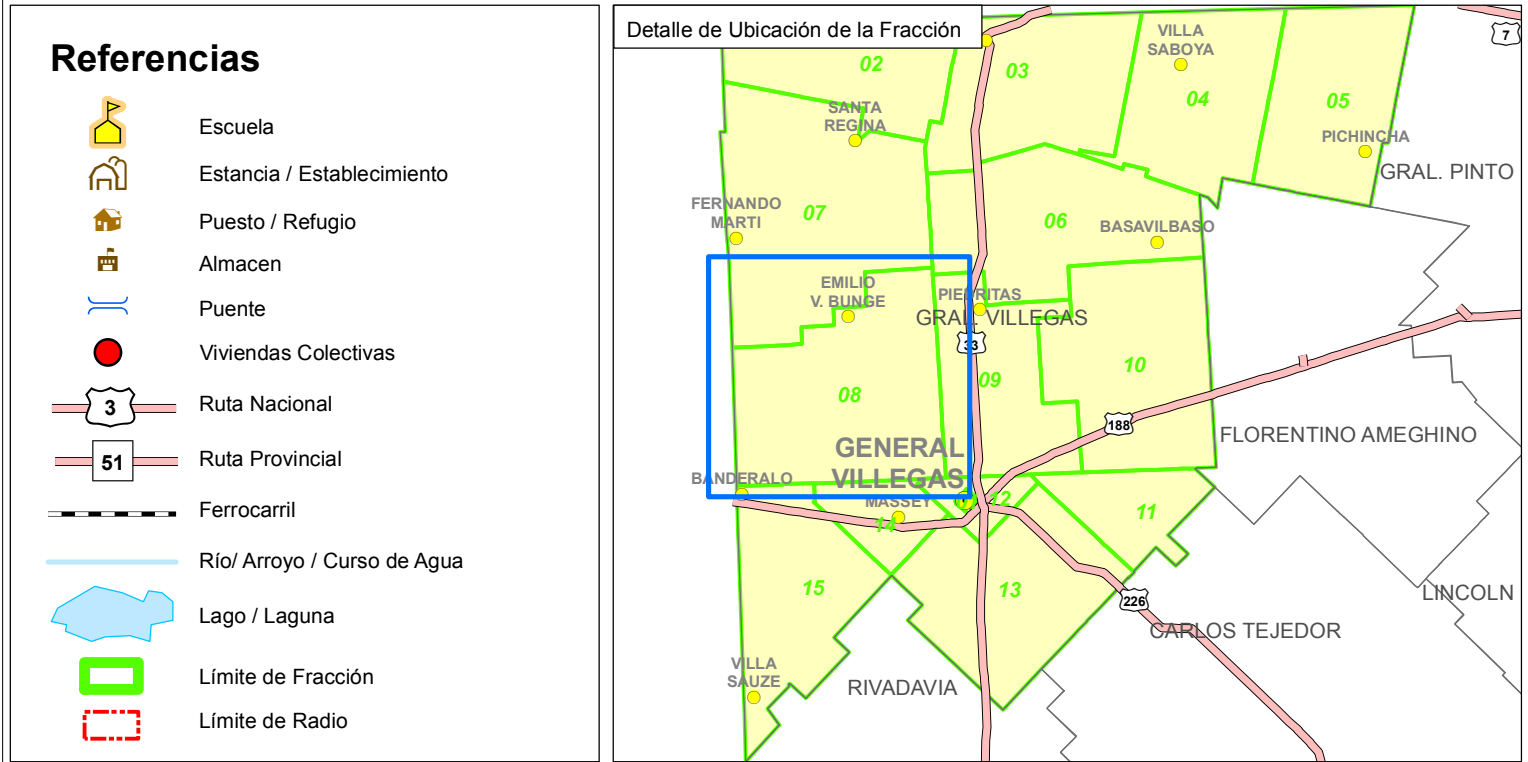 Referencias
Escuela
Estancia / Establecimiento
Puesto / Refugio
Almacen
Puente
Viviendas Colectivas
3
Ruta Nacional
51
Ruta Provincial
Ferrocarril
Río/ Arroyo / Curso de Agua
Lago / Laguna
Límite de Fracción
Límite de Radio
Detalle de Ubicación de la Fracción
7
VILLA
SABOYA
02
03
04
05
SANTA
REGINA
PICHINCHA
GRAL. PINTO
FERNANDO
MARTI
07
06
BASAVILBASO
EMILIO
V. BUNGE
PIEDRITAS
GRAL. VILLEGAS
33
08
09
10
188
FLORENTINO AMEGHINO
GENERAL
VILLEGAS
BANDERALO
MASSEY
12
14
11
15
13
226
LINCOLN
CARLOS TEJEDOR
VILLA
SAUZE
RIVADAVIA